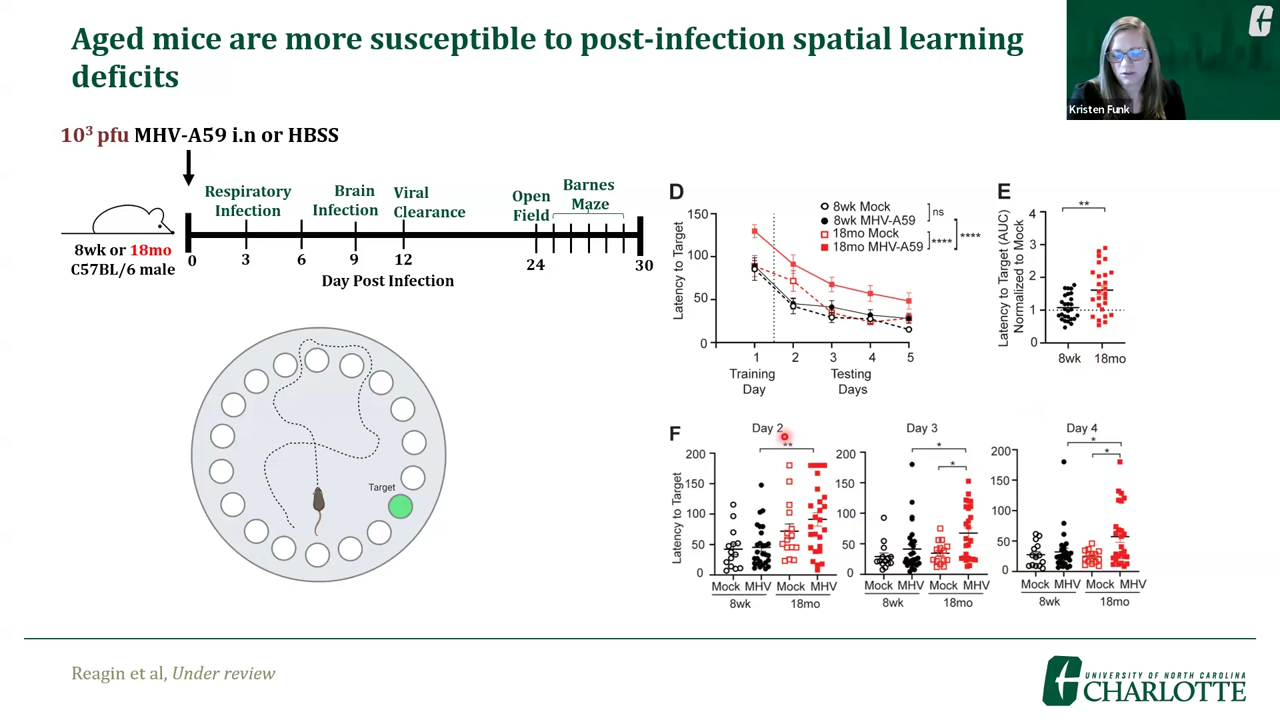 Aged mice are more susceptible to post-infection spatial learning
deficits
Kristen Funk
10³ pfu MHV-A59 i.n or HBSS
Respiratory
Infection
Brain
Infection
Viral
Clearance
Open
Field
Barnes
Maze
8wk or 18mo
C57BL/6 male
0
3
6
9
12
24
30
Day Post Infection
Target
D
Latency to Target
150
100
50
0
8wk Mock
8wk MHV-A59
18mo Mock
18mo MHV-A59
ns
****
****
1
2
3
4
5
Training
Day
Testing
Days
E
Latency to Target (AUC)
Normalized to Mock
4
3
2
1
0
**
8wk
18mo
F
Latency to Target
Day 2
200
150
100
50
0
**
Mock
MHV
Mock
MHV
8wk
18mo
Day 3
200
150
100
50
0
*
*
Mock
MHV
Mock
MHV
8wk
18mo
Day 4
200
150
100
50
0
*
*
Mock
MHV
Mock
MHV
8wk
18mo
Reagin et al, Under review
UNIVERSITY OF NORTH CAROLINA
CHARLOTTE